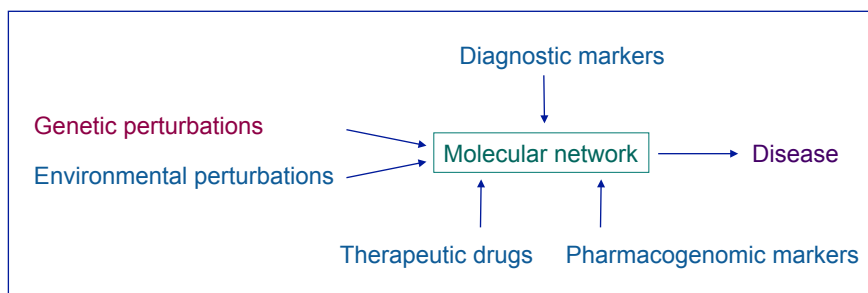 Diagnostic markers
Genetic perturbations
Molecular network
Disease
Environmental perturbations
Therapeutic drugs
Pharmacogenomic markers